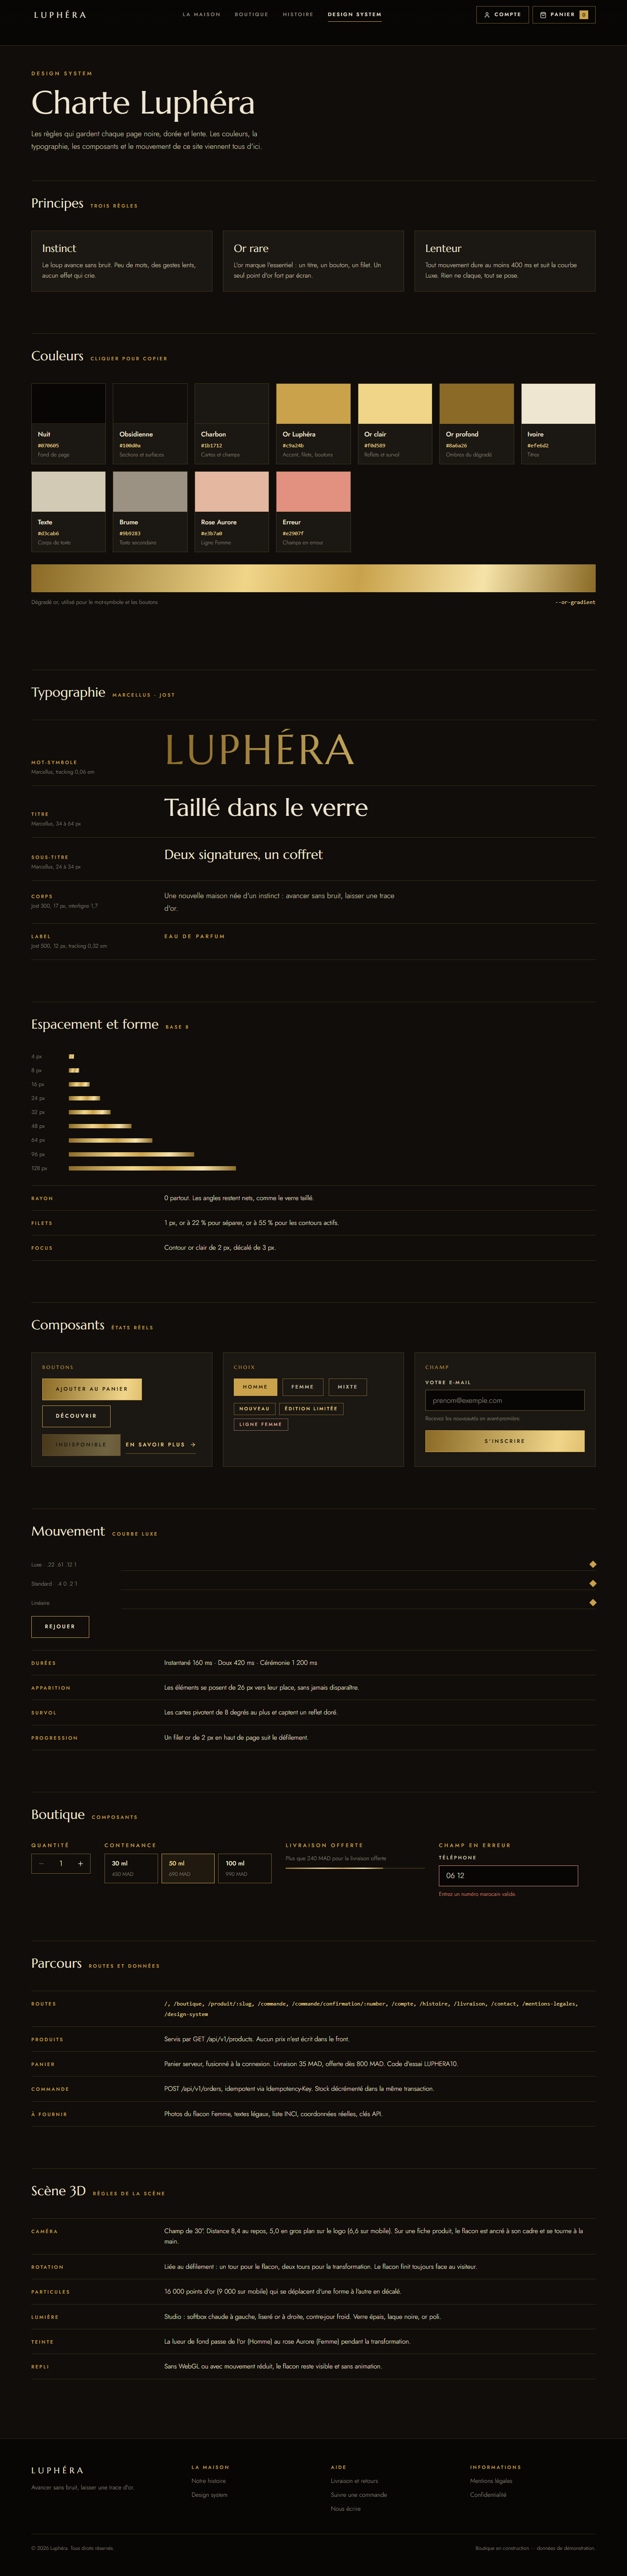 LUPHÉRA
LA MAISON
BOUTIQUE
HISTOIRE
DESIGN SYSTEM
COMPTE
PANIER 0
DESIGN SYSTEM
Charte Luphéra
Les règles qui gardent chaque page noire, dorée et lente. Les couleurs, la
typographie, les composants et le mouvement de ce site viennent tous d'ici.
Principes TROIS RÈGLES
Instinct
Le loup avance sans bruit. Peu de mots, des gestes lents,
aucun effet qui crie.
Or rare
L'or marque l'essentiel : un titre, un bouton, un filet. Un
seul point d'or fort par écran.
Lenteur
Tout mouvement dure au moins 400 ms et suit la courbe
Luxe. Rien ne claque, tout se pose.
Couleurs CLIQUER POUR COPIER
Nuit
#070605
Fond de page
Obsidienne
#100d0a
Sections et surfaces
Charbon
#1b1712
Cartes et champs
Or Luphéra
#c9a24b
Accent, filets, boutons
Or clair
#f0d589
Reflets et survol
Or profond
#8a6a26
Ombres du dégradé
Ivoire
#efe6d2
Titres
Texte
#d3cab6
Corps de texte
Brume
#9b9283
Texte secondaire
Rose Aurore
#e3b7a0
Ligne Femme
Erreur
#e2907f
Champs en erreur
Dégradé or, utilisé pour le mot-symbole et les boutons
--or-gradient
Typographie MARCELLUS · JOST
MOT-SYMBOLE
Marcellus, tracking 0,06 em
LUPHÉRA
TITRE
Marcellus, 34 à 64 px
Taillé dans le verre
SOUS-TITRE
Marcellus, 24 à 34 px
Deux signatures, un coffret
CORPS
Jost 300, 17 px, interligne 1,7
Une nouvelle maison née d'un instinct : avancer sans bruit, laisser une trace
d'or.
LABEL
Jost 500, 12 px, tracking 0,32 em
EAU DE PARFUM
Espacement et forme BASE 8
4 px
8 px
16 px
24 px
32 px
48 px
64 px
96 px
128 px
RAYON
0 partout. Les angles restent nets, comme le verre taillé.
FILETS
1 px, or à 22 % pour séparer, or à 55 % pour les contours actifs.
FOCUS
Contour or clair de 2 px, décalé de 3 px.
Composants ÉTATS RÉELS
BOUTONS
AJOUTER AU PANIER
DÉCOUVRIR
INDISPONIBLE
EN SAVOIR PLUS →
CHOIX
HOMME
FEMME
MIXTE
NOUVEAU
ÉDITION LIMITÉE
LIGNE FEMME
CHAMP
VOTRE E-MAIL
prenom@exemple.com
Recevez les nouveautés en avant-première.
S'INSCRIRE
Mouvement COURBE LUXE
Luxe .22 .61 .12 1
Standard .4 0 .2 1
Linéaire
REJOUER
DURÉES
Instantané 160 ms · Doux 420 ms · Cérémonie 1 200 ms
APPARITION
Les éléments se posent de 26 px vers leur place, sans jamais disparaître.
SURVOL
Les cartes pivotent de 8 degrés au plus et captent un reflet doré.
PROGRESSION
Un filet or de 2 px en haut de page suit le défilement.
Boutique COMPOSANTS
QUANTITÉ
− 1 +
CONTENANCE
30 ml
450 MAD
50 ml
690 MAD
100 ml
990 MAD
LIVRAISON OFFERTE
Plus que 240 MAD pour la livraison offerte
CHAMP EN ERREUR
TÉLÉPHONE
06 12
Entrez un numéro marocain valide.
Parcours ROUTES ET DONNÉES
ROUTES
/, /boutique, /produit/:slug, /commande, /commande/confirmation/:number, /compte, /histoire, /livraison, /contact, /mentions-legales,
/design-system
PRODUITS
Servis par GET /api/v1/products. Aucun prix n'est écrit dans le front.
PANIER
Panier serveur, fusionné à la connexion. Livraison 35 MAD, offerte dès 800 MAD. Code d'essai LUPHERA10.
COMMANDE
POST /api/v1/orders, idempotent via Idempotency-Key. Stock décrémenté dans la même transaction.
À FOURNIR
Photos du flacon Femme, textes légaux, liste INCI, coordonnées réelles, clés API.
Scène 3D RÈGLES DE LA SCÈNE
CAMÉRA
Champ de 30°. Distance 8,4 au repos, 5,0 en gros plan sur le logo (6,6 sur mobile). Sur une fiche produit, le flacon est ancré à son cadre et se tourne à la
main.
ROTATION
Liée au défilement : un tour pour le flacon, deux tours pour la transformation. Le flacon finit toujours face au visiteur.
PARTICULES
16 000 points d'or (9 000 sur mobile) qui se déplacent d'une forme à l'autre en décalé.
LUMIÈRE
Studio : softbox chaude à gauche, liseré or à droite, contre-jour froid. Verre épais, laque noire, or poli.
TEINTE
La lueur de fond passe de l'or (Homme) au rose Aurore (Femme) pendant la transformation.
REPLI
Sans WebGL ou avec mouvement réduit, le flacon reste visible et sans animation.
LUPHÉRA
Avancer sans bruit, laisser une trace d'or.
LA MAISON
Notre histoire
Design system
AIDE
Livraison et retours
Suivre une commande
Nous écrire
INFORMATIONS
Mentions légales
Confidentialité
© 2026 Luphéra. Tous droits réservés.
Boutique en construction · données de démonstration.